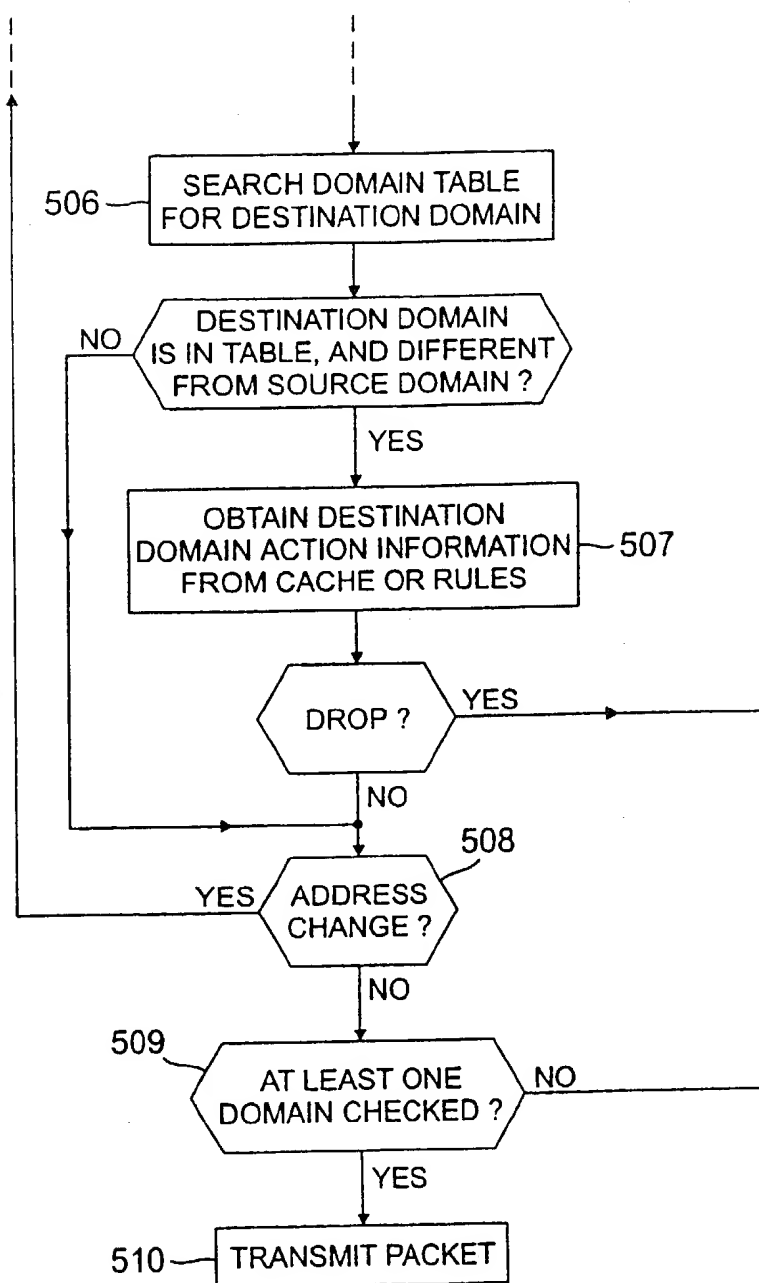 506
SEARCH DOMAIN TABLE
FOR DESTINATION DOMAIN
NO
DESTINATION DOMAIN
IS IN TABLE, AND DIFFERENT
FROM SOURCE DOMAIN ?
YES
OBTAIN DESTINATION
DOMAIN ACTION INFORMATION
FROM CACHE OR RULES
507
DROP ?
YES
NO
508
YES
ADDRESS
CHANGE ?
NO
509
AT LEAST ONE
DOMAIN CHECKED ?
NO
YES
510
TRANSMIT PACKET